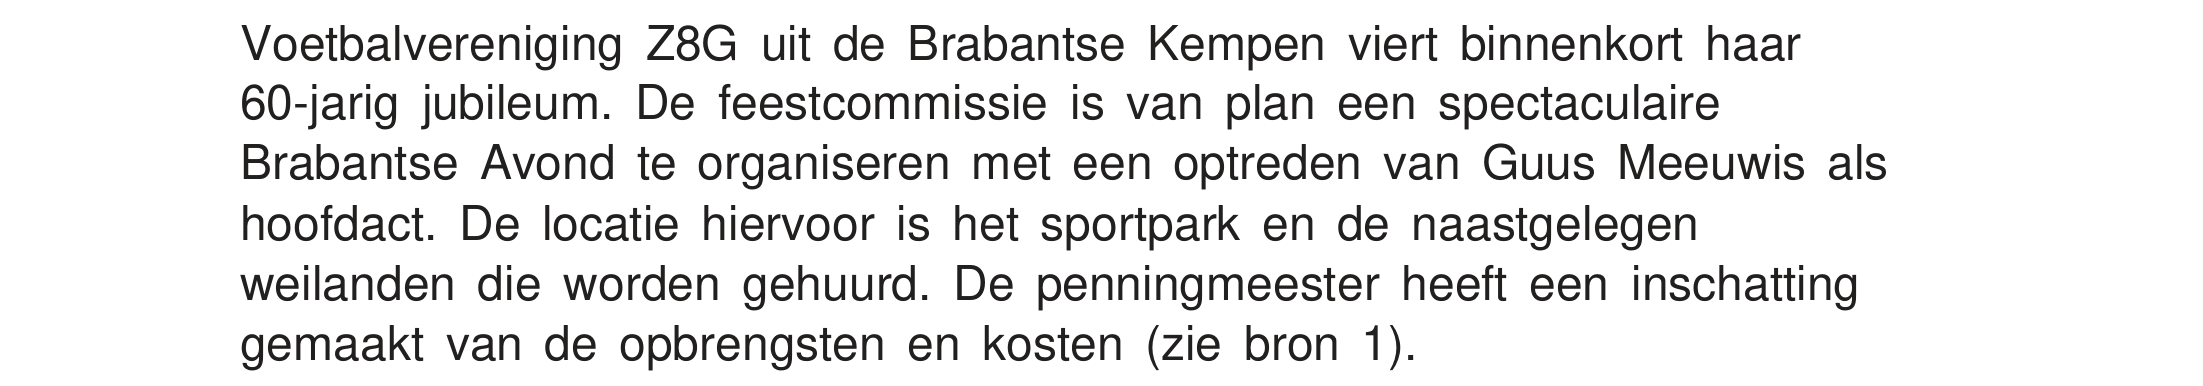 Voetbalvereniging Z8G uit de Brabantse Kempen viert binnenkort haar
60-jarig jubileum. De feestcommissie is van plan een spectaculaire
Brabantse Avond te organiseren met een optreden van Guus Meeuwis als
hoofdact. De locatie hiervoor is het sportpark en de naastgelegen
weilanden die worden gehuurd. De penningmeester heeft een inschatting
gemaakt van de opbrengsten en kosten (zie bron 1).